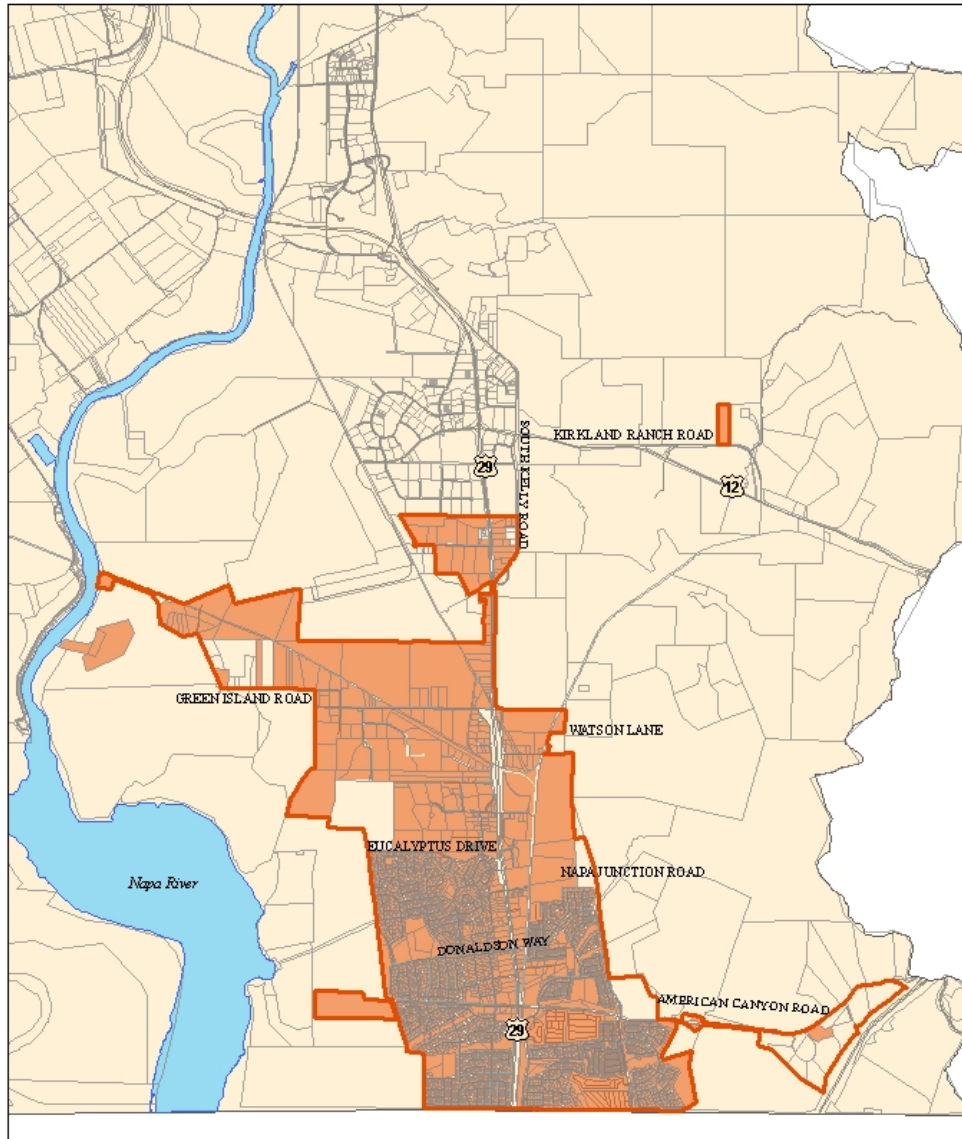 KIRKLAND RANCH ROAD
SOUTH KELLY ROAD
29
12
GREEN ISLAND ROAD
WATSON LANE
EUCALYPTUS DRIVE
NAPA JUNCTION ROAD
Napa River
DONALDSON WAY
AMERICAN CANYON ROAD
29